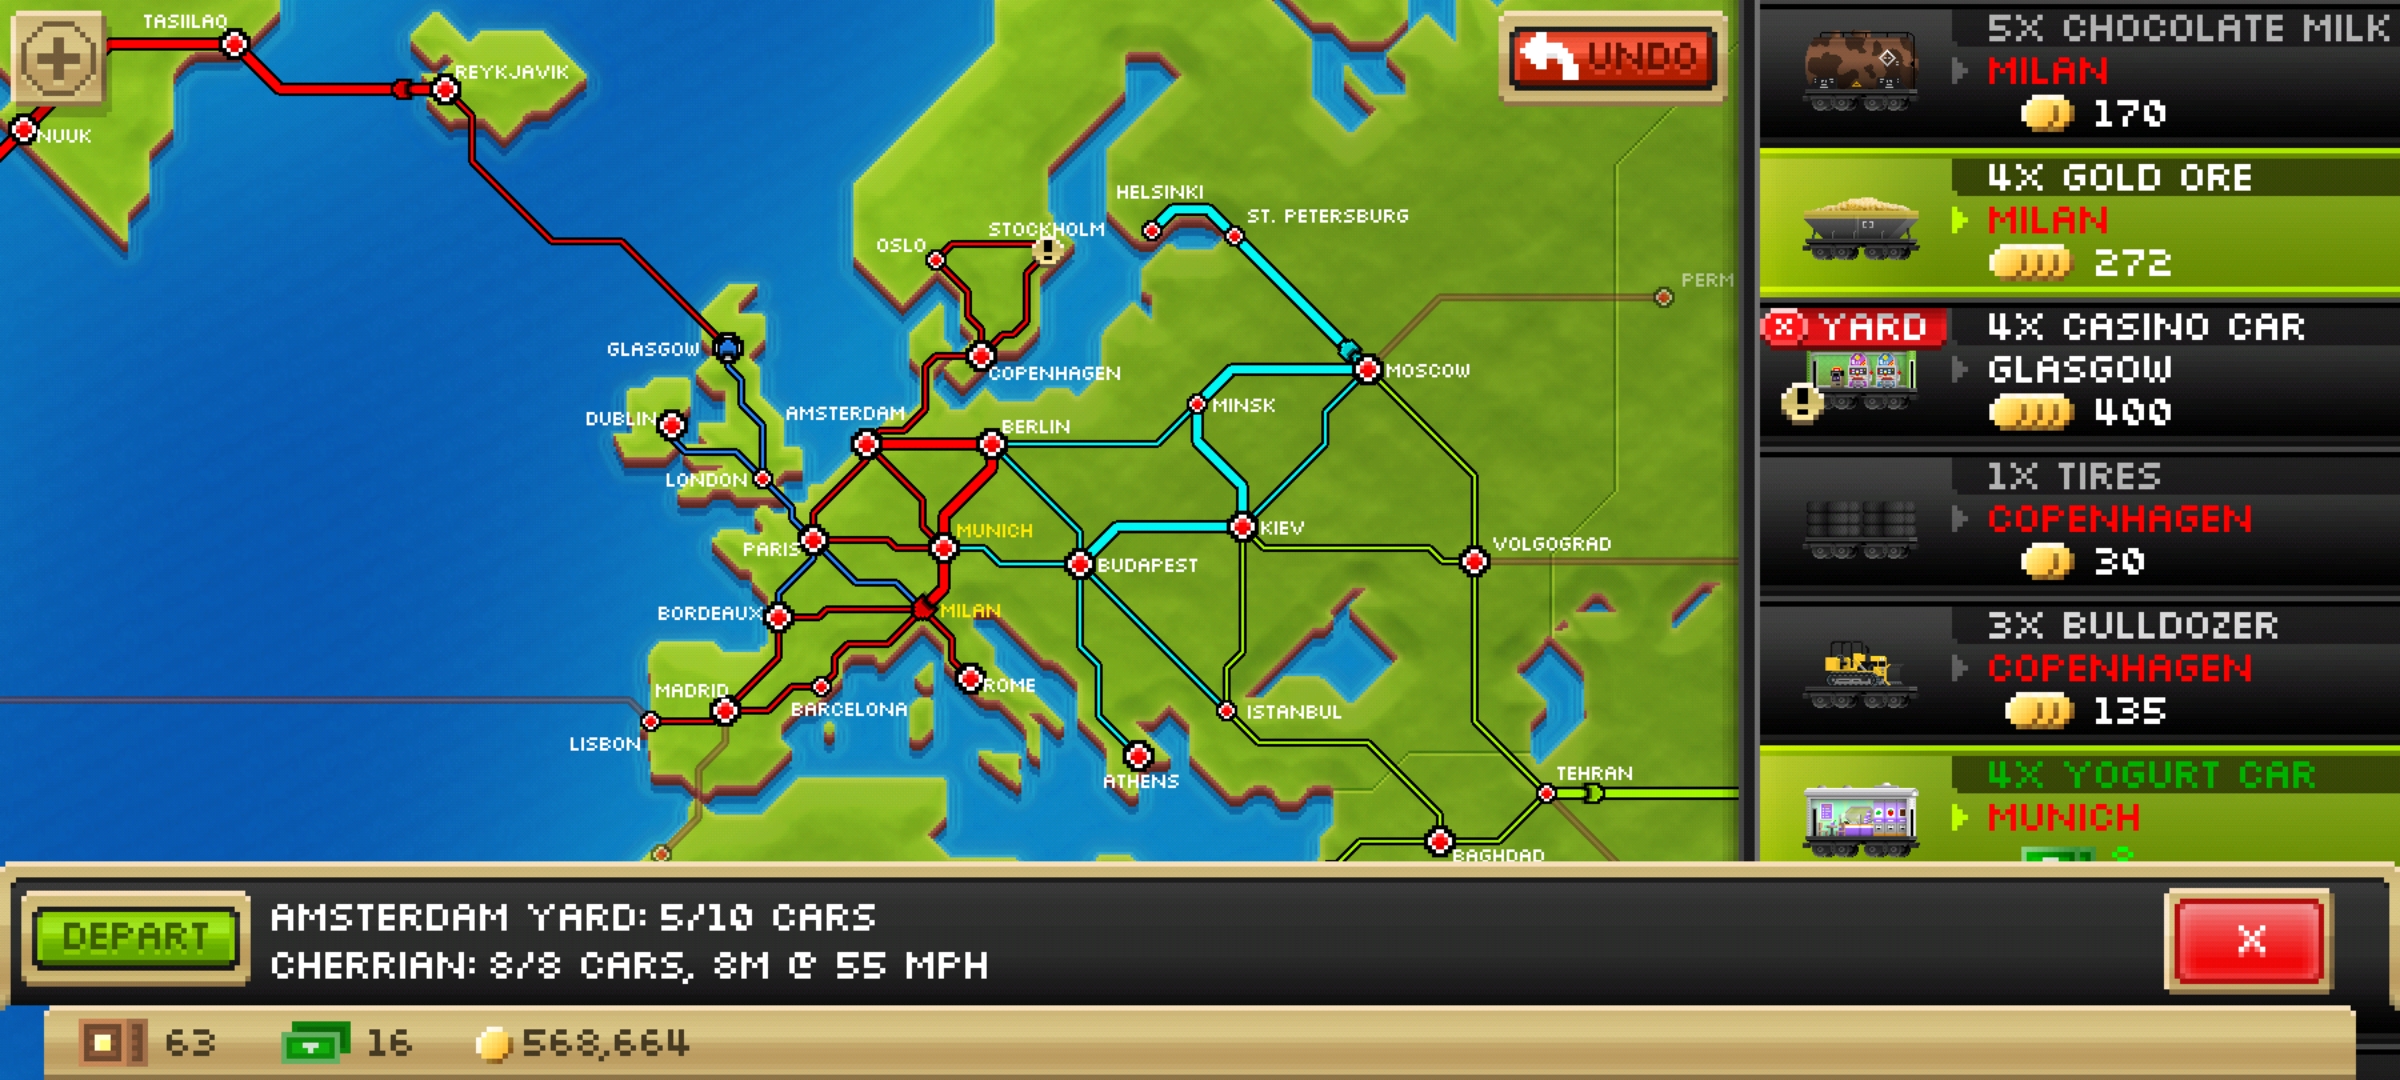 TASIILAQ
REYKJAVIK
NUUK
UNDO
HELSINKI
ST. PETERSBURG
STOCKHOLM
OSLO
PERM
GLASGOW
COPENHAGEN
MOSCOW
DUBLIN
AMSTERDAM
MINSK
BERLIN
LONDON
MUNICH
KIEV
PARIS
VOLGOGRAD
BUDAPEST
BORDEAUX
MILAN
MADRID
ROME
BARCELONA
ISTANBUL
LISBON
ATHENS
TEHRAN
BAGHDAD
5X CHOCOLATE MILK
MILAN
170
4X GOLD ORE
MILAN
272
YARD
4X CASINO CAR
GLASGOW
400
1X TIRES
COPENHAGEN
30
3X BULLDOZER
COPENHAGEN
135
4X YOGURT CAR
MUNICH
DEPART
AMSTERDAM YARD: 5/10 CARS
CHERRIAN: 8/8 CARS, 8M @ 55 MPH
X
63
16
568,664